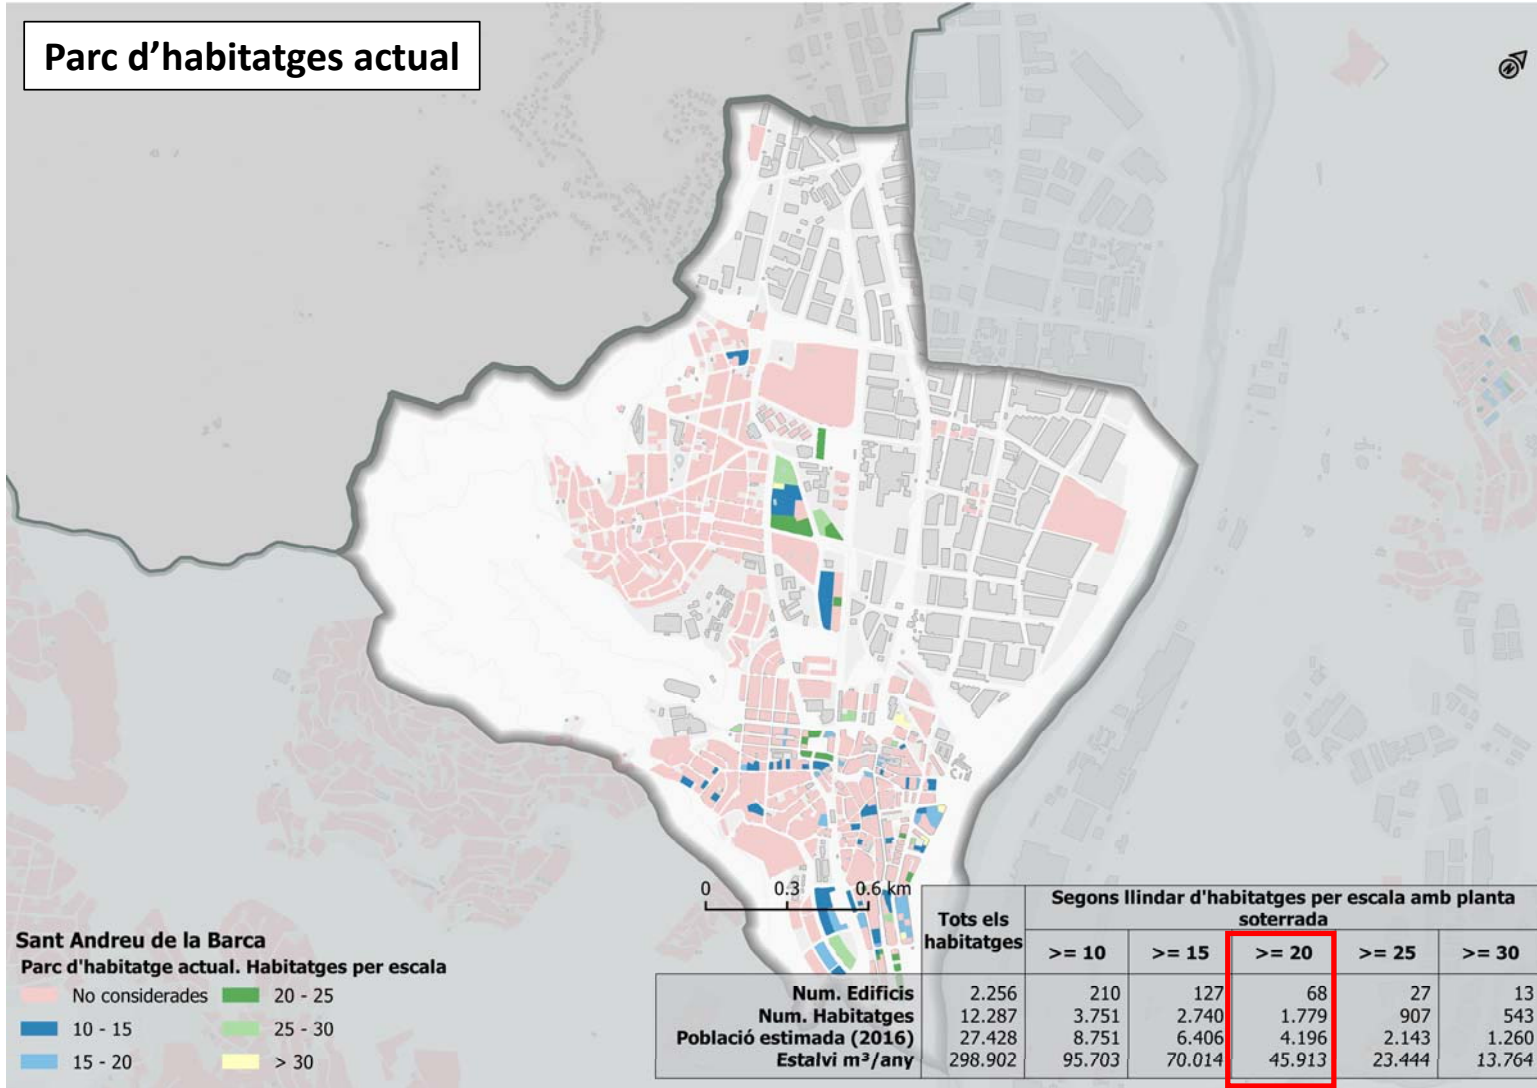 Parc d'habitatges actual
N
0 0.3 0.6 km
Sant Andreu de la Barca
Parc d'habitatge actual. Habitatges per escala
No considerades 20 - 25
10 - 15 25 - 30
15 - 20 > 30
Tots els habitatges Segons llindar d'habitatges per escala amb planta soterrada
>= 10 >= 15 >= 20 >= 25 >= 30
Num. Edificis 2.256 210 127 68 27 13
Num. Habitatges 12.287 3.751 2.740 1.779 907 543
Població estimada (2016) 27.428 8.751 6.406 4.196 2.143 1.260
Estalvi m³/any 298.902 95.703 70.014 45.913 23.444 13.764